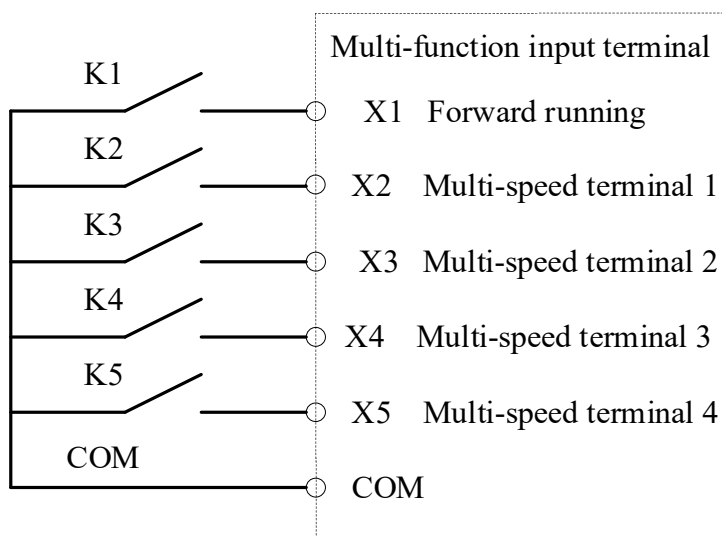 Multi-function input terminal
K1
X1 Forward running
K2
X2 Multi-speed terminal 1
K3
X3 Multi-speed terminal 2
K4
X4 Multi-speed terminal 3
K5
X5 Multi-speed terminal 4
COM
COM